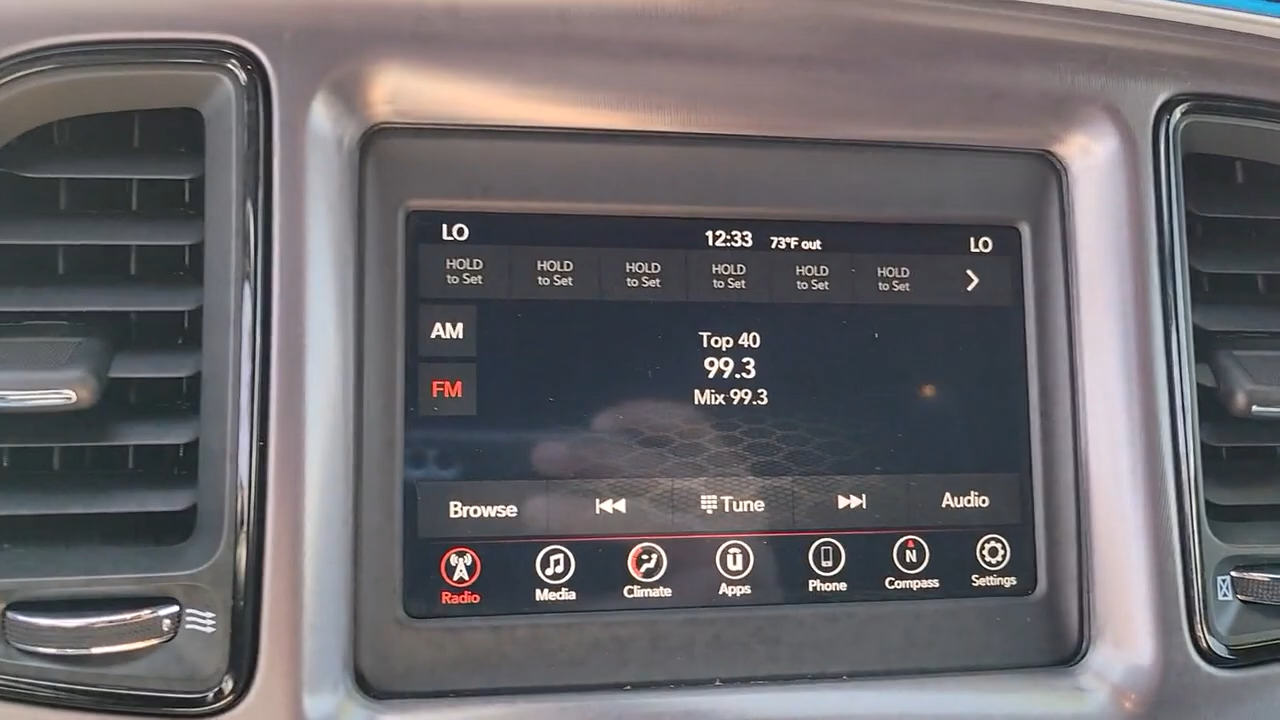 LO 12:33 73°F out LO
HOLD HOLD HOLD HOLD HOLD HOLD
to Set to Set to Set to Set to Set to Set
AM
Top 40
99.3
FM
Mix 99.3
Browse Tune Audio
Radio Media Climate Apps Phone N Compass Settings